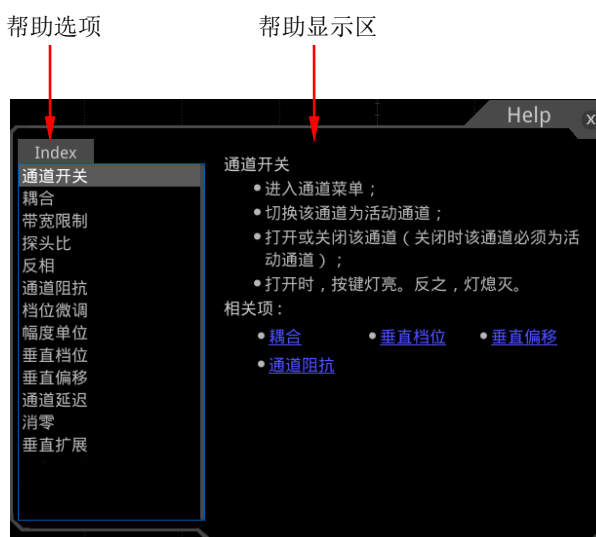 帮助选项
帮助显示区
Help
x
Index
通道开关
耦合
带宽限制
探头比
反相
通道阻抗
档位微调
幅度单位
垂直档位
垂直偏移
通道延迟
消零
垂直扩展
通道开关
●进入通道菜单；
●切换该通道为活动通道；
●打开或关闭该通道（关闭时该通道必须为活
动通道）；
●打开时，按键灯亮。反之，灯熄灭。
相关项：
●耦合 ●垂直档位 ●垂直偏移
●通道阻抗